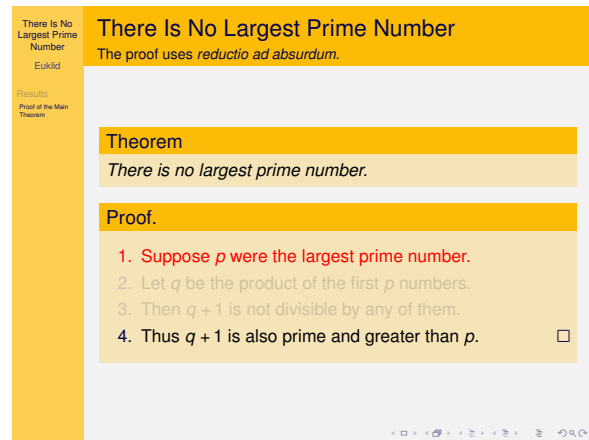 There Is No
Largest Prime
Number
Euklid
Results
Proof of the Main
Theorem
There Is No Largest Prime Number
The proof uses reductio ad absurdum.
Theorem
There is no largest prime number.
Proof.
1. Suppose p were the largest prime number.
2. Let q be the product of the first p numbers.
3. Then q + 1 is not divisible by any of them.
4. Thus q + 1 is also prime and greater than p.